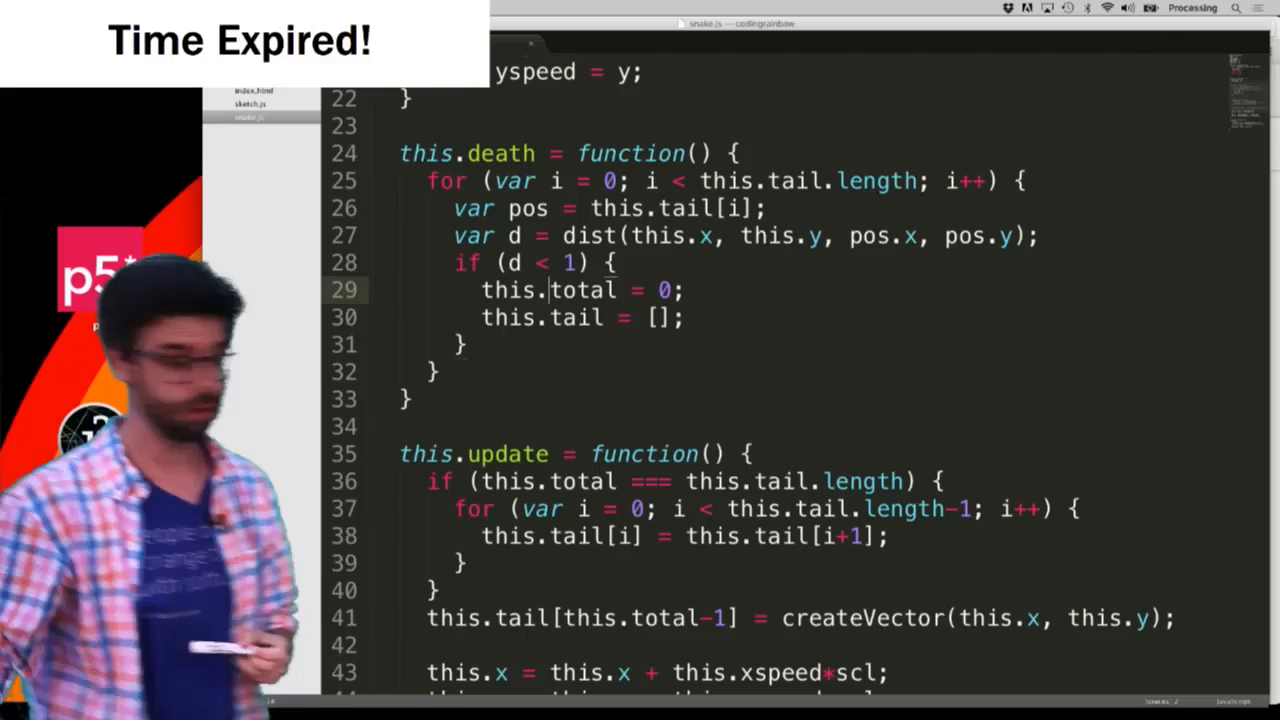 Time Expired!
Processing
snake.js — codingrainbow
index.html
sketch.js
snake.js
p5*
yspeed = y;
22 }
23
24 this.death = function() {
25 for (var i = 0; i < this.tail.length; i++) {
26 var pos = this.tail[i];
27 var d = dist(this.x, this.y, pos.x, pos.y);
28 if (d < 1) {
29 this.total = 0;
30 this.tail = [];
31 }
32 }
33 }
34
35 this.update = function() {
36 if (this.total === this.tail.length) {
37 for (var i = 0; i < this.tail.length-1; i++) {
38 this.tail[i] = this.tail[i+1];
39 }
40 }
41 this.tail[this.total-1] = createVector(this.x, this.y);
42
43 this.x = this.x + this.xspeed*scl;
JavaScript